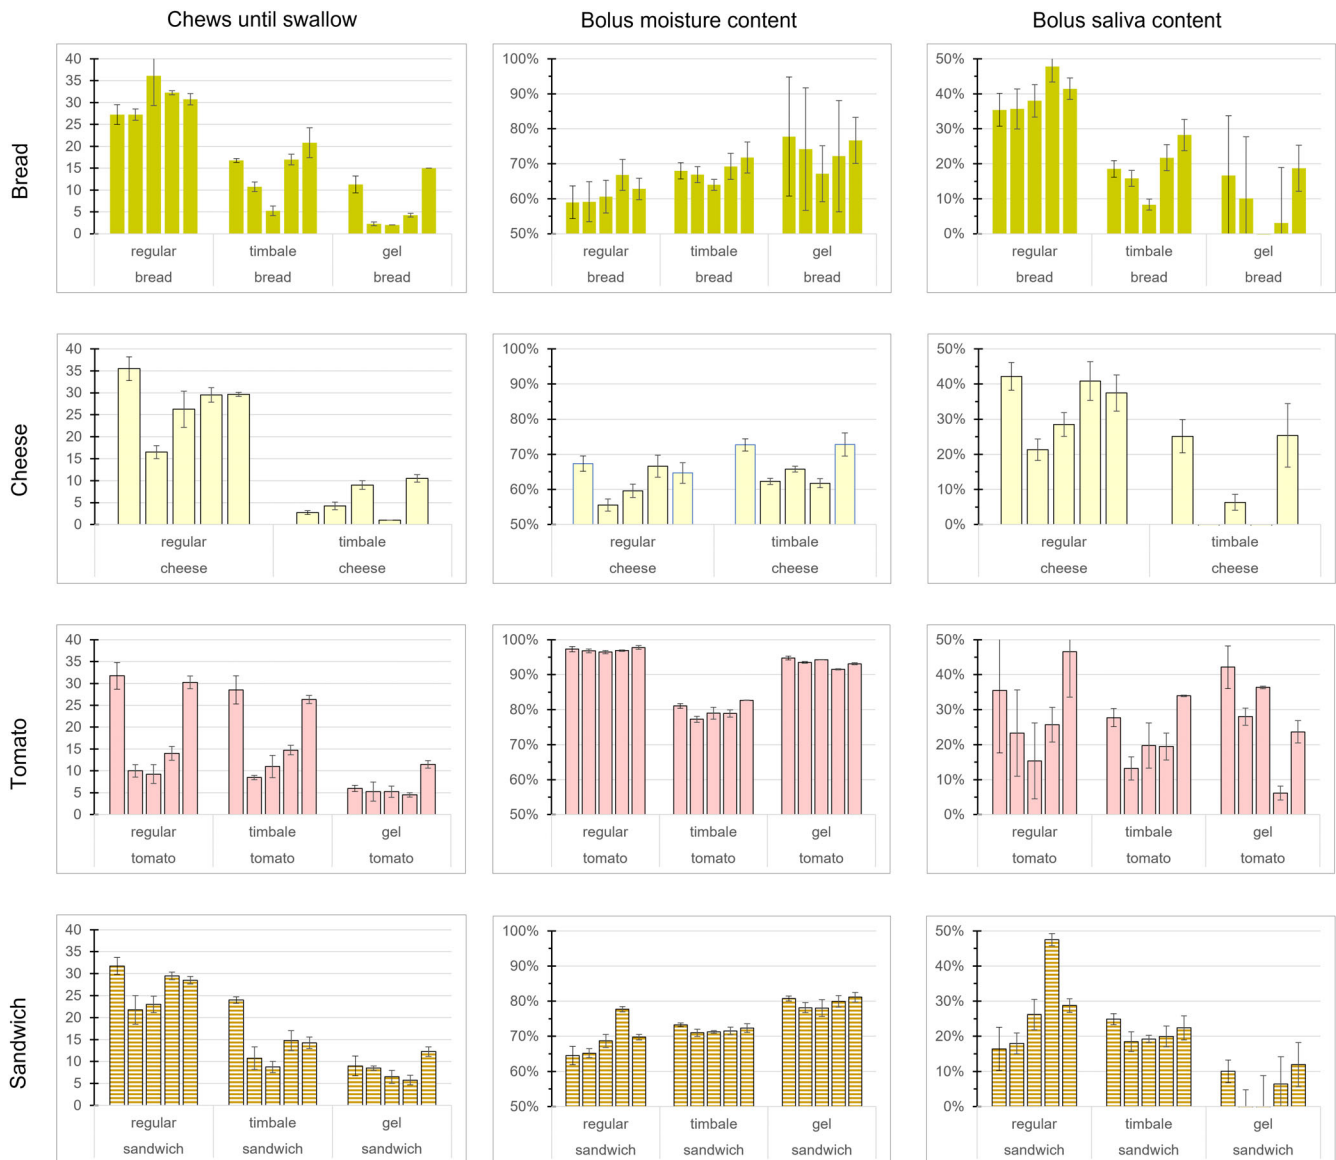 Chews until swallow Bolus moisture content Bolus saliva content
Bread
40 100% 50%
35
30 90% 40%
25 80% 30%
20
15 70% 20%
10 60% 10%
5
0 50% 0%
regular timbale gel regular timbale gel regular timbale gel
bread bread bread bread bread bread bread bread bread
Cheese
40 100% 50%
35
30 90% 40%
25 80% 30%
20
15 70% 20%
10 60% 10%
5
0 50% 0%
regular timbale regular timbale regular timbale
cheese cheese cheese cheese cheese cheese
Tomato
40 100% 50%
35
30 90% 40%
25 80% 30%
20
15 70% 20%
10 60% 10%
5
0 50% 0%
regular timbale gel regular timbale gel regular timbale gel
tomato tomato tomato tomato tomato tomato tomato tomato tomato
Sandwich
40 100% 50%
35
30 90% 40%
25 80% 30%
20
15 70% 20%
10 60% 10%
5
0 50% 0%
regular timbale gel regular timbale gel regular timbale gel
sandwich sandwich sandwich sandwich sandwich sandwich sandwich sandwich sandwich